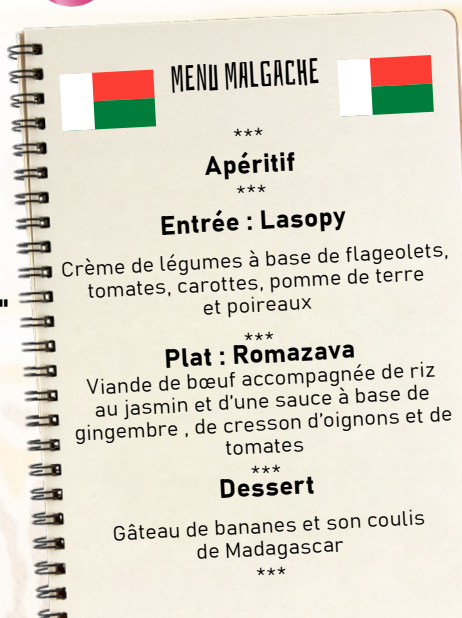 MENU MALGACHE
***
Apéritif
***
Entrée : Lasopy
Crème de légumes à base de flageolets,
tomates, carottes, pomme de terre
et poireaux
"
***
Plat : Romazava
Viande de bœuf accompagnée de riz
au jasmin et d'une sauce à base de
gingembre , de cresson d'oignons et de
tomates
***
Dessert
Gâteau de bananes et son coulis
de Madagascar
***